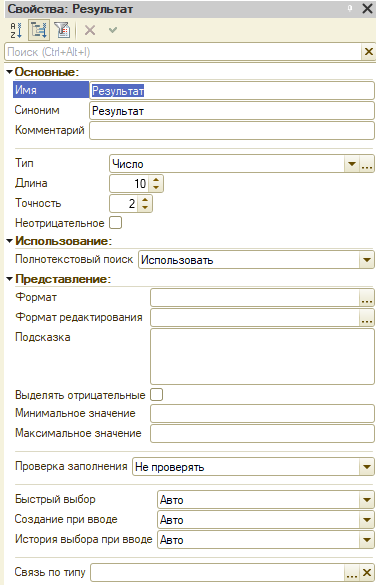 Свойства: Результат
Поиск (Ctrl+Alt+I)
Основные:
Имя Результат
Синоним Результат
Комментарий
Тип Число
Длина 10
Точность 2
Неотрицательное
Использование:
Полнотекстовый поиск Использовать
Представление:
Формат
Формат редактирования
Подсказка
Выделять отрицательные
Минимальное значение
Максимальное значение
Проверка заполнения Не проверять
Быстрый выбор Авто
Создание при вводе Авто
История выбора при вводе Авто
Связь по типу